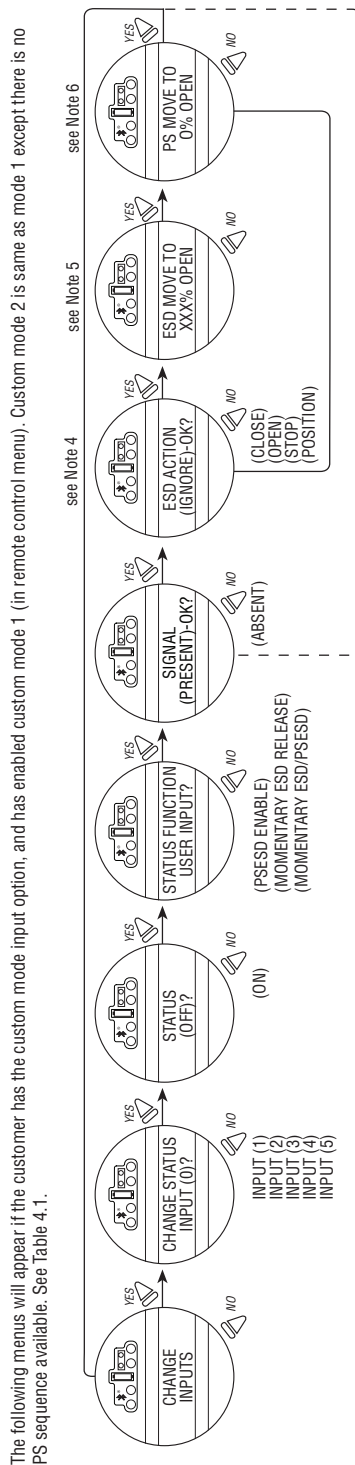 The following menus will appear if the customer has the custom mode input option, and has enabled custom mode 1 (in remote control menu). Custom mode 2 is same as mode 1 except there is no
PS sequence available. See Table 4.1.
CHANGE
INPUTS
YES
NO
CHANGE STATUS
INPUT (0)?
YES
NO
INPUT (1)
INPUT (2)
INPUT (3)
INPUT (4)
INPUT (5)
STATUS
(OFF)?
YES
NO
(ON)
STATUS FUNCTION
USER INPUT?
YES
NO
(PSESD ENABLE)
(MOMENTARY ESD RELEASE)
(MOMENTARY ESD/PSESD)
SIGNAL
(PRESENT)-OK?
YES
NO
(ABSENT)
see Note 4
ESD ACTION
(IGNORE)-OK?
YES
NO
(CLOSE)
(OPEN)
(STOP)
(POSITION)
see Note 5
ESD MOVE TO
XXX% OPEN
YES
NO
see Note 6
PS MOVE TO
0% OPEN
YES
NO